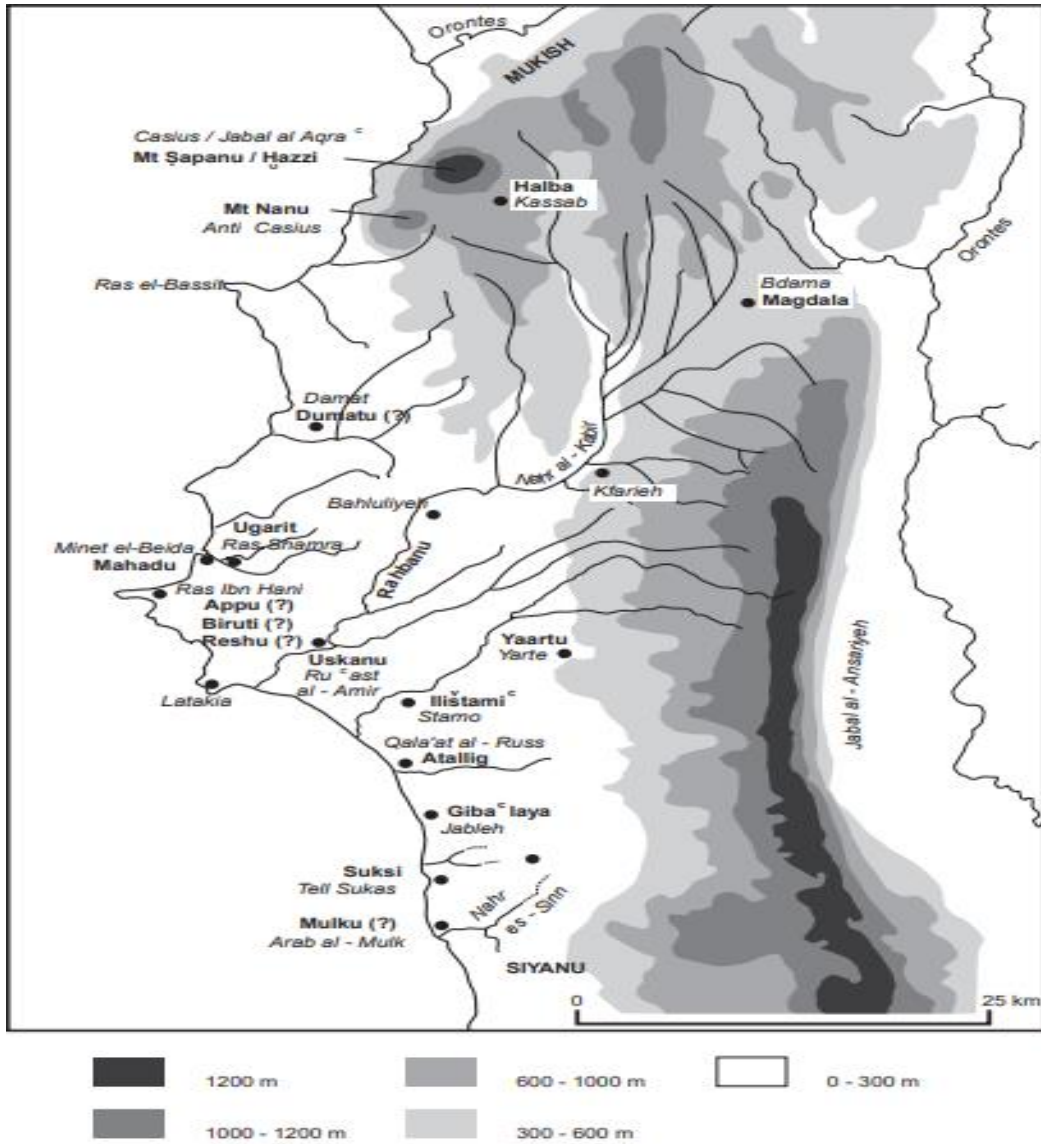 Orontes
MUKISH
Casius / Jabal al Aqra ᶜ
Mt Ṣapanu / Ḫazzi
Halba
Kassab
Mt Nanu
Anti Casius
Orontes
Ras el-Bassit
Bdama
Magdala
Damat
Dumatu (?)
Nahr al - Kabir
Kfarieh
Bahluliyeh
Ugarit
Ras Shamra
Minet el-Beida
Mahadu
Rahbanu
Ras Ibn Hani
Appu (?)
Biruti (?)
Reshu (?)
Yaartu
Yarte
Uskanu
Ru ᶜast
al - Amir
Jabal al - Ansariyeh
Latakia
Ilištami ᶜ
Stamo
Qala'at al - Russ
Atallig
Giba ᶜ laya
Jableh
Suksi
Tell Sukas
Nahr
es - Sinn
Mulku (?)
Arab al - Mulk
SIYANU
0
25 km
1200 m
600 - 1000 m
0 - 300 m
1000 - 1200 m
300 - 600 m